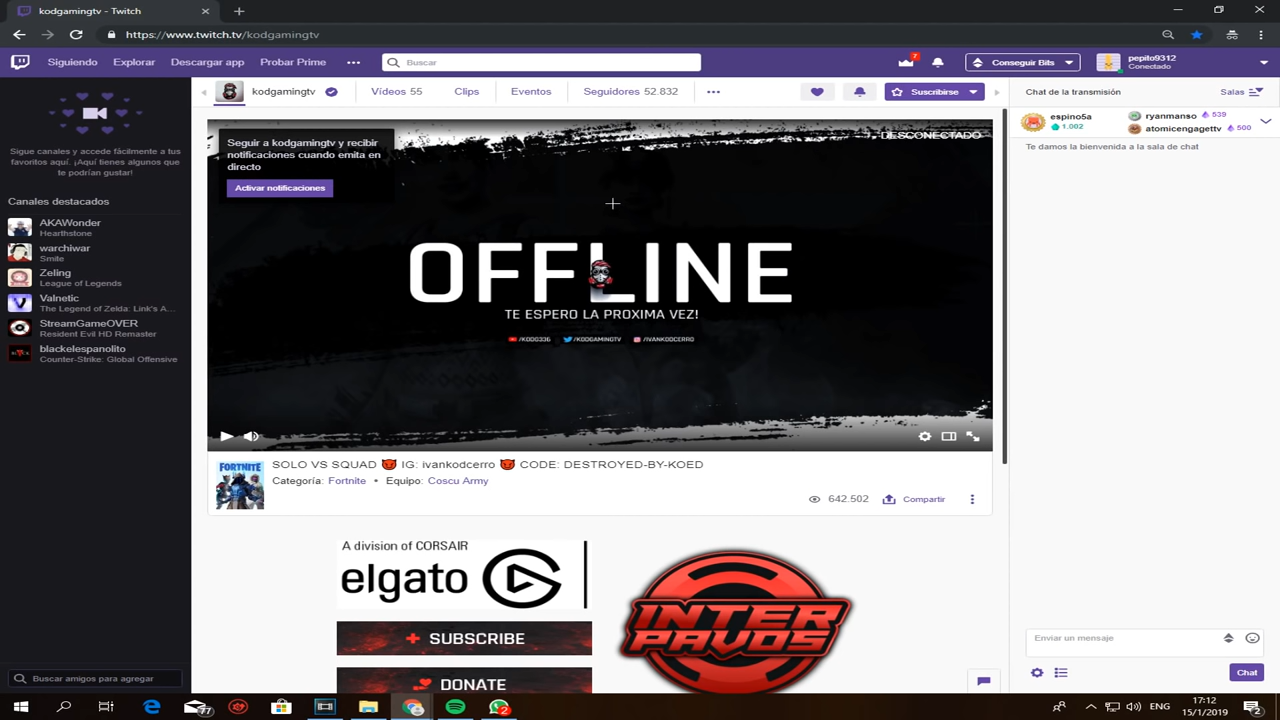 kodgamingtv - Twitch
https://www.twitch.tv/kodgamingtv
Siguiendo
Explorar
Descargar app
Probar Prime
Buscar
7
Conseguir Bits
pepito9312
Conectado
Sigue canales y accede fácilmente a tus
favoritos aquí. ¡Aquí tienes algunos que
te podrían gustar!
Canales destacados
AKAWonder
Hearthstone
warchiwar
Smite
Zeling
League of Legends
Valnetic
The Legend of Zelda: Link's A...
StreamGameOVER
Resident Evil HD Remaster
blackelespanolito
Counter-Strike: Global Offensive
Buscar amigos para agregar
kodgamingtv
Vídeos 55
Clips
Eventos
Seguidores 52.832
Suscribirse
Seguir a kodgamingtv y recibir
notificaciones cuando emita en
directo
Activar notificaciones
DESCONECTADO
OFFLINE
TE ESPERO LA PROXIMA VEZ!
/KODG336 /KODGAMINGTV /IVANKODCERRO
FORTNITE
SOLO VS SQUAD 👿 IG: ivankodcerro 👿 CODE: DESTROYED-BY-KOED
Categoría: Fortnite • Equipo: Coscu Army
642.502
Compartir
A division of CORSAIR
elgato
SUBSCRIBE
DONATE
INTER
PAVOS
Chat de la transmisión
Salas
espino5a
1.002
ryanmanso 539
atomicengagettv 500
Te damos la bienvenida a la sala de chat
Enviar un mensaje
Chat
2
ENG
17:12
15/1/2019